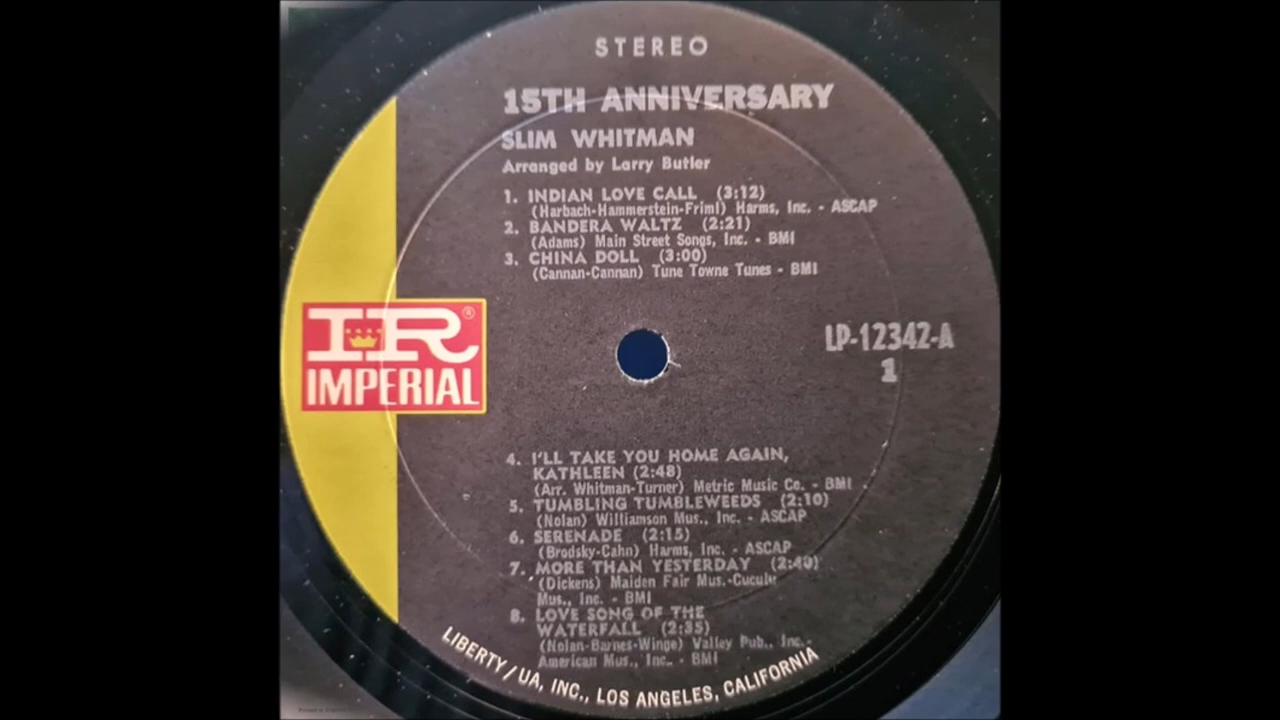 STEREO
15TH ANNIVERSARY
SLIM WHITMAN
Arranged by Larry Butler
1. INDIAN LOVE CALL (3:12)
(Harbach-Hammerstein-Friml) Harms, Inc. - ASCAP
2. BANDERA WALTZ (2:21)
(Adams) Main Street Songs, Inc. - BMI
3. CHINA DOLL (3:00)
(Cannan-Cannan) Tune Towne Tunes - BMI
IR®
IMPERIAL
LP-12342-A
1
4. I'LL TAKE YOU HOME AGAIN,
KATHLEEN (2:48)
(Arr. Whitman-Turner) Metric Music Co. - BMI
5. TUMBLING TUMBLEWEEDS (2:10)
(Nolan) Williamson Mus., Inc. - ASCAP
6. SERENADE (2:15)
(Brodsky-Cahn) Harms, Inc. - ASCAP
7. MORE THAN YESTERDAY (2:40)
(Dickens) Maiden Fair Mus.-Cuculu
Mus., Inc. - BMI
8. LOVE SONG OF THE
WATERFALL (2:35)
(Nolan-Barnes-Winge) Valley Pub., Inc.-
American Mus., Inc. - BMI
LIBERTY/UA, INC., LOS ANGELES, CALIFORNIA